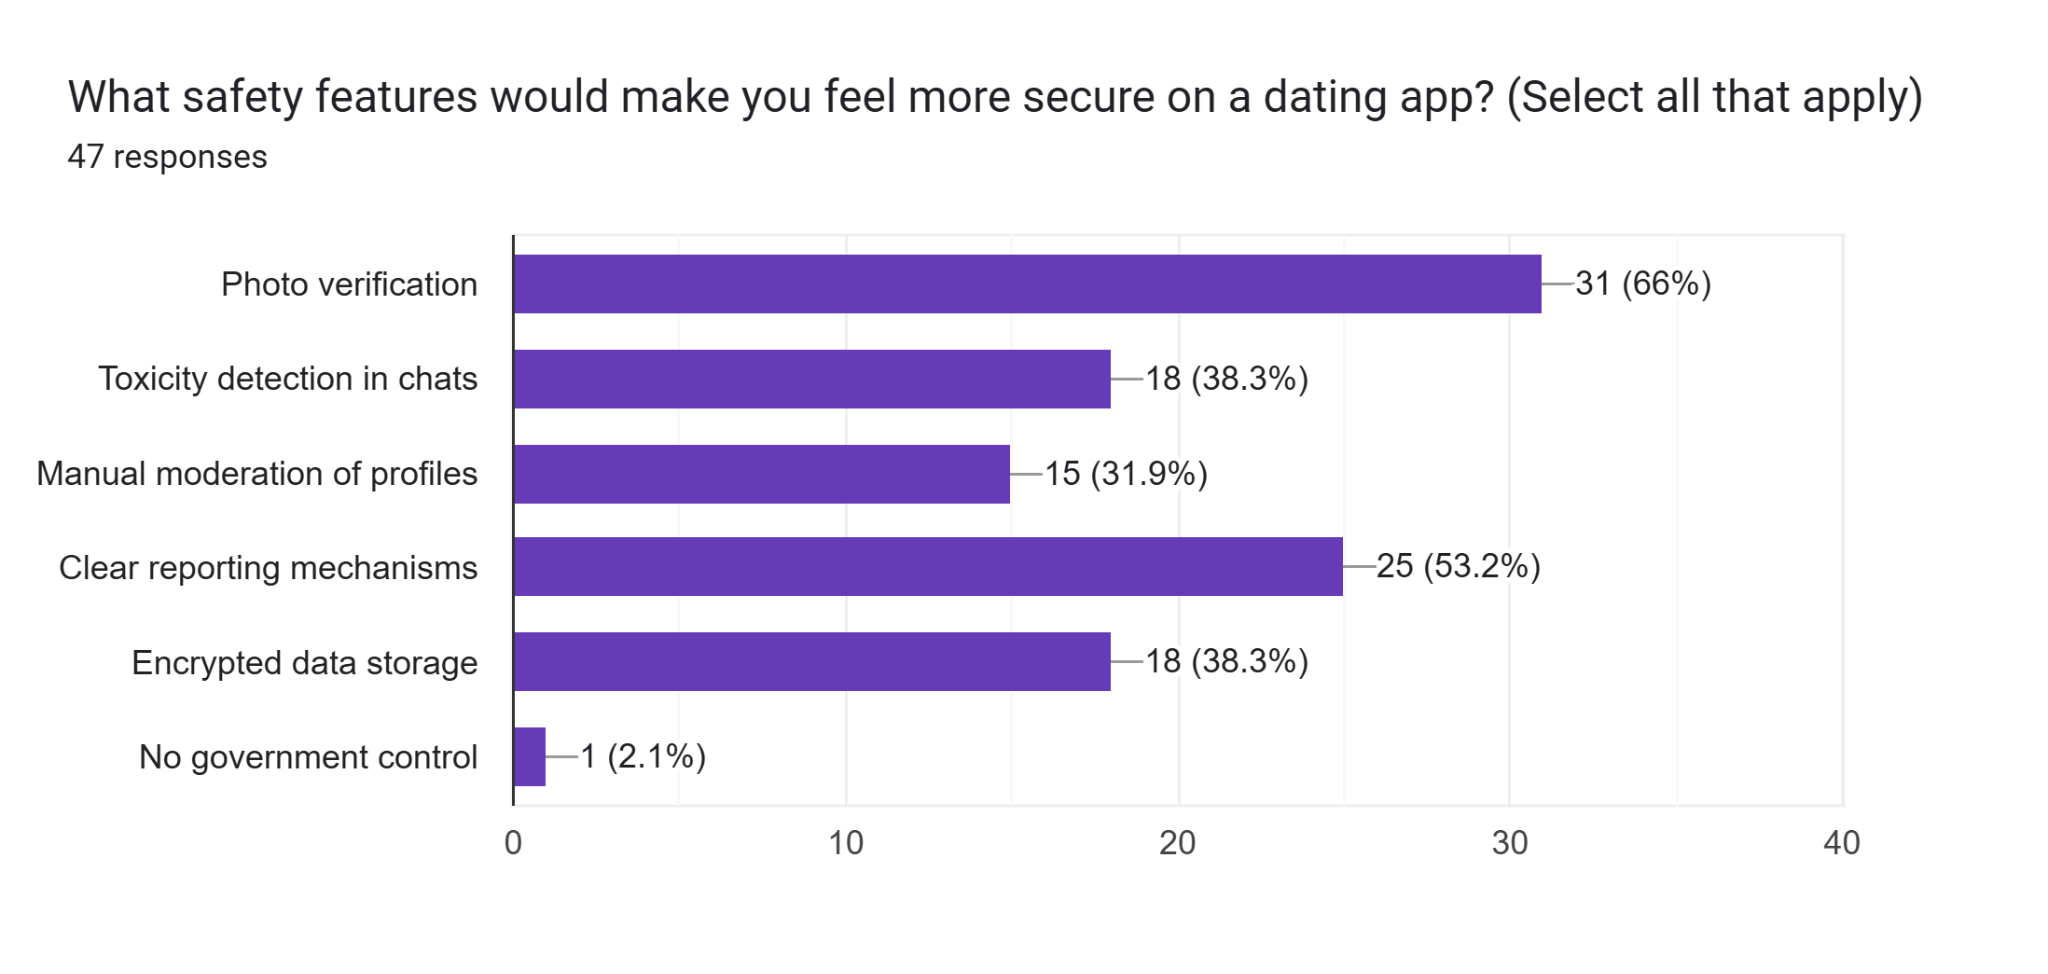 What safety features would make you feel more secure on a dating app? (Select all that apply)
47 responses
Photo verification 31 (66%)
Toxicity detection in chats 18 (38.3%)
Manual moderation of profiles 15 (31.9%)
Clear reporting mechanisms 25 (53.2%)
Encrypted data storage 18 (38.3%)
No government control 1 (2.1%)
0 10 20 30 40